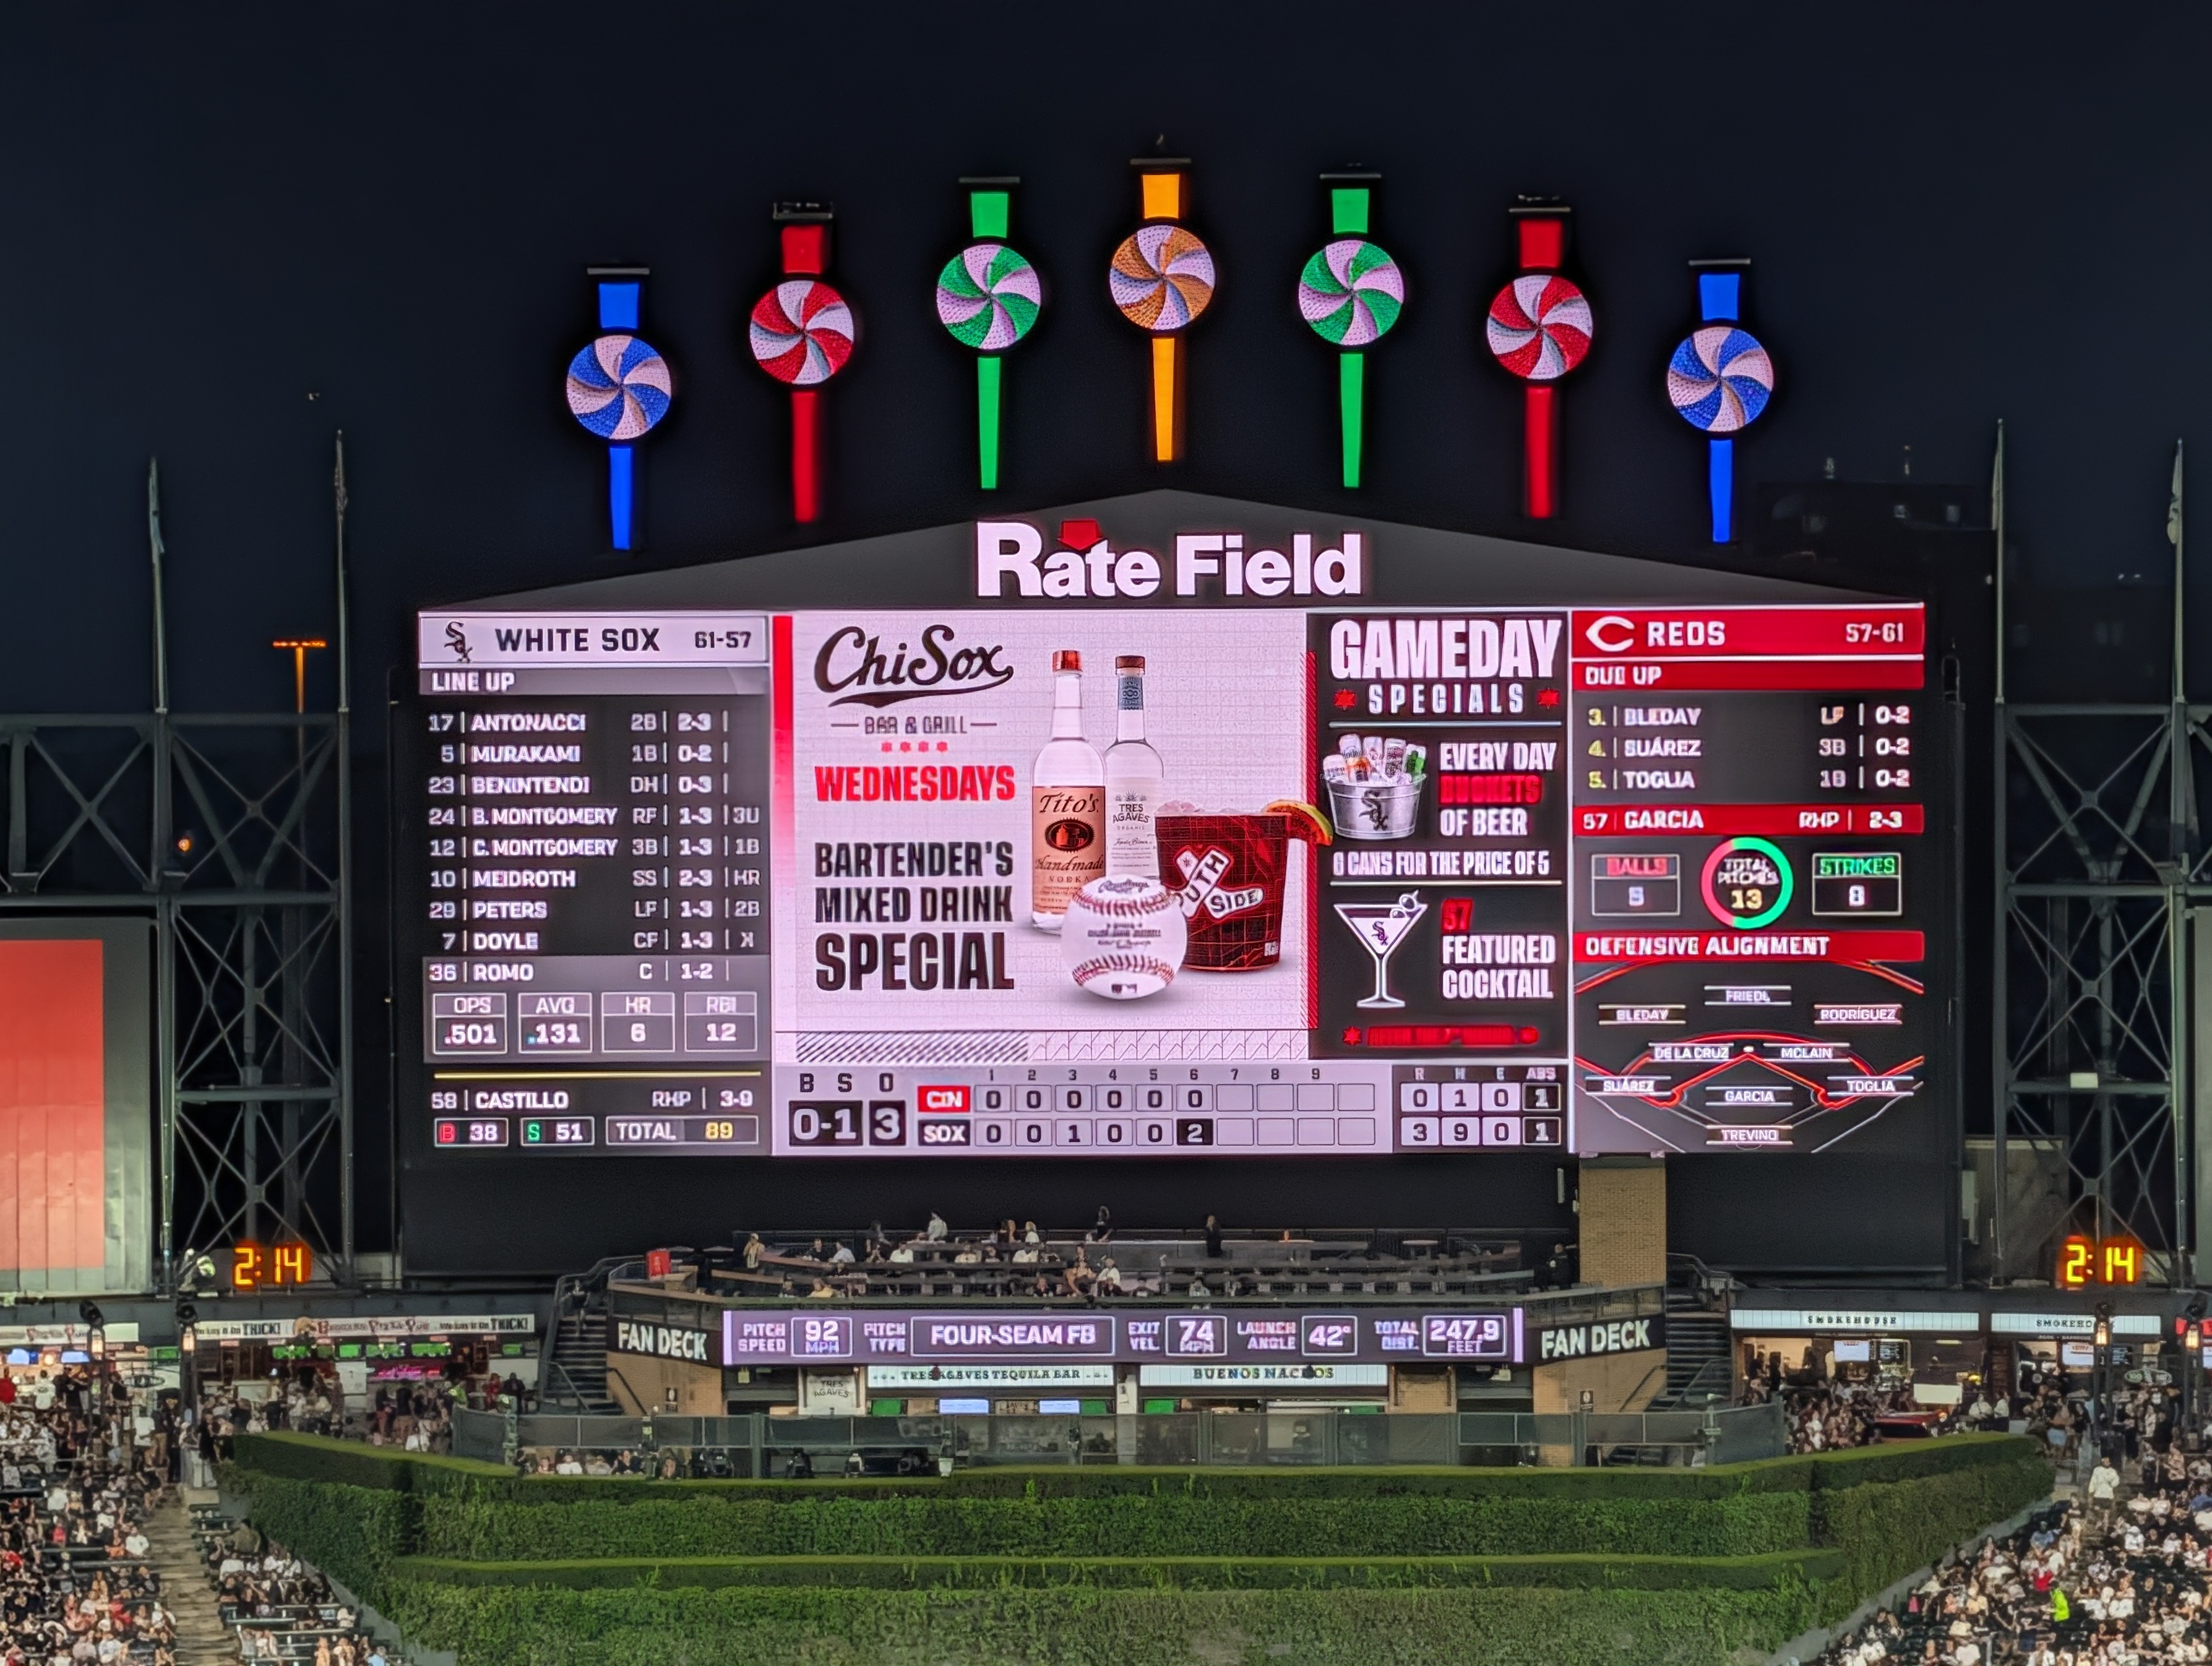 Rate Field
WHITE SOX 61-57
LINE UP
17 | ANTONACCI 2B | 2-3 |
5 | MURAKAMI 1B | 0-2 |
23 | BENINTENDI DH | 0-3 |
24 | B. MONTGOMERY RF | 1-3 | 3U
12 | C. MONTGOMERY 3B | 1-3 | 1B
10 | MEIDROTH SS | 2-3 | HR
29 | PETERS LF | 1-3 | 2B
7 | DOYLE CF | 1-3 | ꓘ
36 | ROMO C | 1-2 |
OPS AVG HR RBI
.501 .131 6 12
58 | CASTILLO RHP | 3-9
B 38 S 51 TOTAL 89
ChiSox
BAR & GRILL
WEDNESDAYS
BARTENDER'S
MIXED DRINK
SPECIAL
Tito's
Handmade
VODKA
TRES
AGAVES
ORGANIC
Rawlings
SOUTH
SIDE
GAMEDAY
SPECIALS
EVERY DAY
BUCKETS
OF BEER
6 CANS FOR THE PRICE OF 5
$7
FEATURED
COCKTAIL
B S O
0-1 3
1 2 3 4 5 6 7 8 9 R H E ABS
CIN 0 0 0 0 0 0 0 1 0 1
SOX 0 0 1 0 0 2 3 9 0 1
REDS 57-61
DUE UP
3. | BLEDAY LF | 0-2
4. | SUÁREZ 3B | 0-2
5. | TOGLIA 1B | 0-2
57 | GARCIA RHP | 2-3
BALLS TOTAL PITCHES STRIKES
5 13 8
DEFENSIVE ALIGNMENT
FRIEDL
BLEDAY RODRÍGUEZ
DE LA CRUZ MCLAIN
SUÁREZ TOGLIA
GARCIA
TREVINO
2:14
2:14
FAN DECK
PITCH SPEED 92 MPH PITCH TYPE FOUR-SEAM FB EXIT VEL. 74 MPH LAUNCH ANGLE 42° TOTAL DIST. 247.9 FEET
FAN DECK
TRES AGAVES
TRES AGAVES TEQUILA BAR
BUENOS NACHOS
SMOKEHOUSE
SMOKEHOUSE